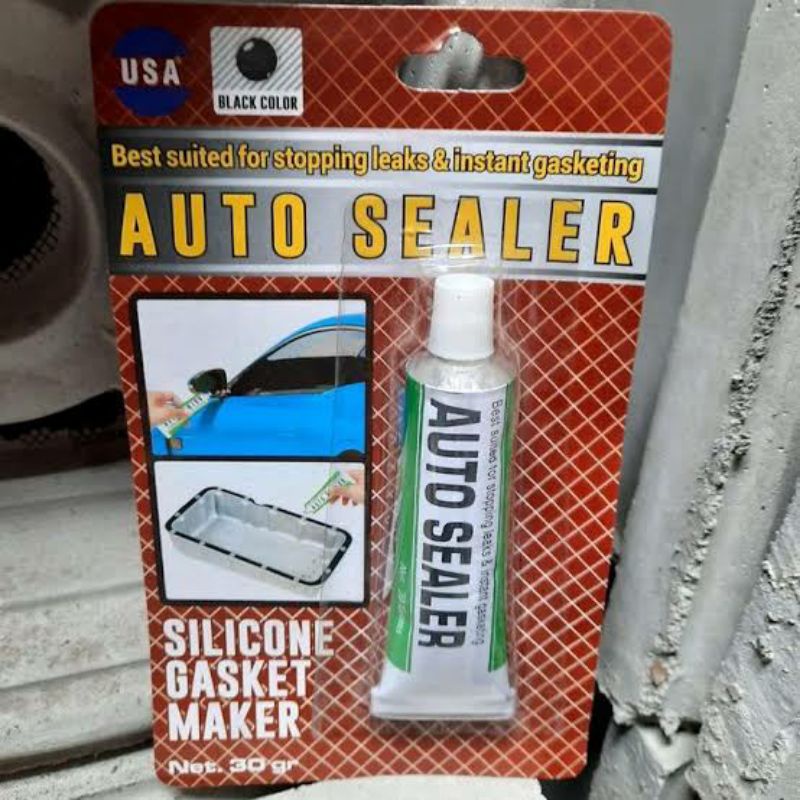 USA
BLACK COLOR
Best suited for stopping leaks & instant gasketing
AUTO SEALER
AUTO SEALER
Best suited for stopping leaks & instant gasketing
SILICONE
GASKET
MAKER
Net. 30 gr